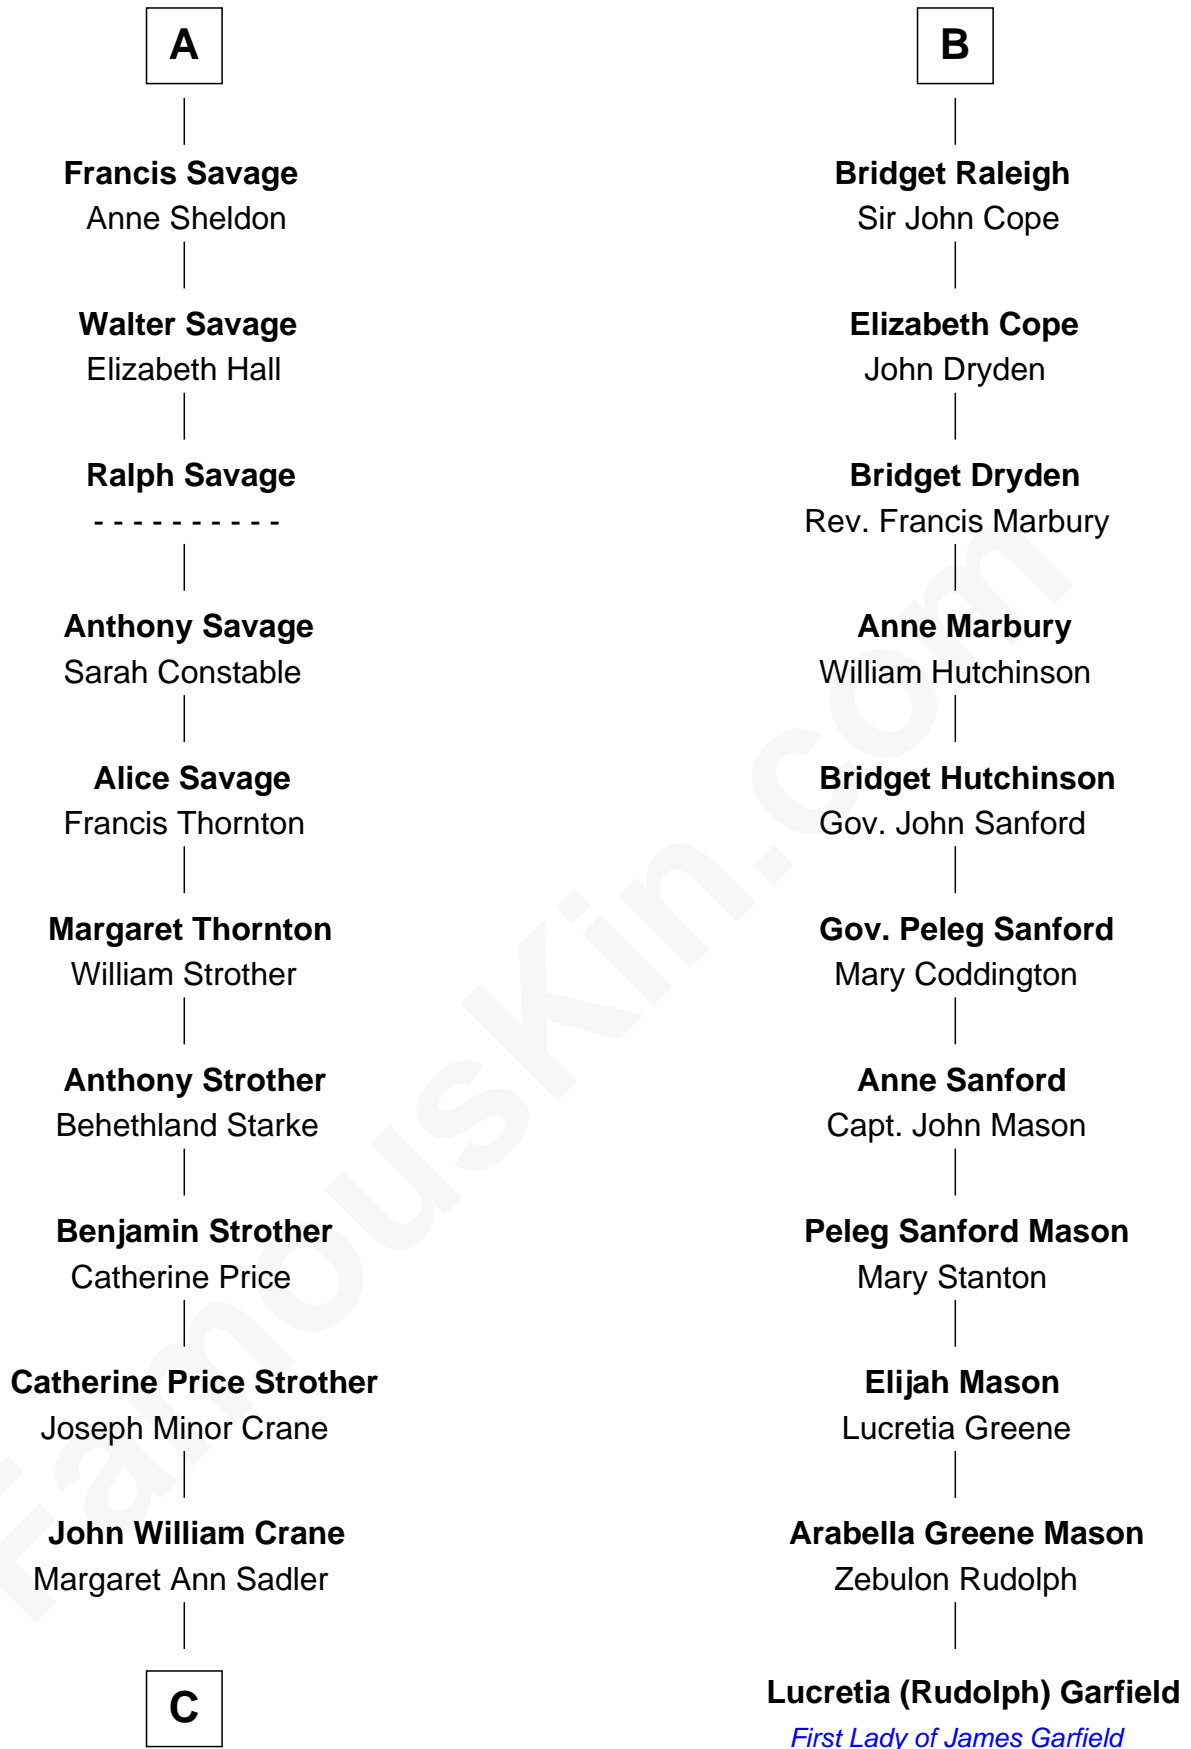 A
Francis Savage
Anne Sheldon
Walter Savage
Elizabeth Hall
Ralph Savage
- - - - - - - - - -
Anthony Savage
Sarah Constable
Alice Savage
Francis Thornton
Margaret Thornton
William Strother
Anthony Strother
Behethland Starke
Benjamin Strother
Catherine Price
Catherine Price Strother
Joseph Minor Crane
John William Crane
Margaret Ann Sadler
C
B
Bridget Raleigh
Sir John Cope
Elizabeth Cope
John Dryden
Bridget Dryden
Rev. Francis Marbury
Anne Marbury
William Hutchinson
Bridget Hutchinson
Gov. John Sanford
Gov. Peleg Sanford
Mary Coddington
Anne Sanford
Capt. John Mason
Peleg Sanford Mason
Mary Stanton
Elijah Mason
Lucretia Greene
Arabella Greene Mason
Zebulon Rudolph
Lucretia (Rudolph) Garfield
First Lady of James Garfield
FamousKin.com